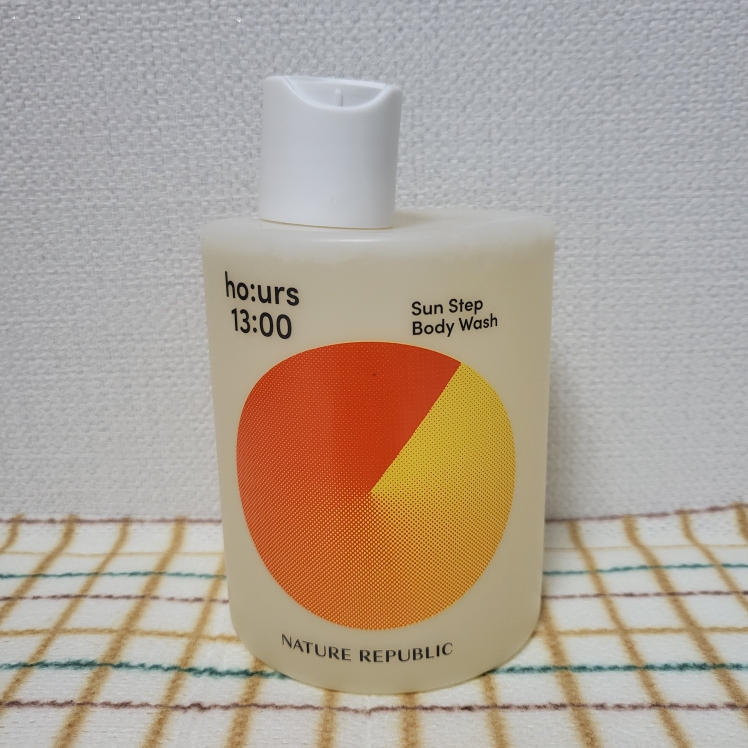 ho:urs
13:00
Sun Step
Body Wash
NATURE REPUBLIC